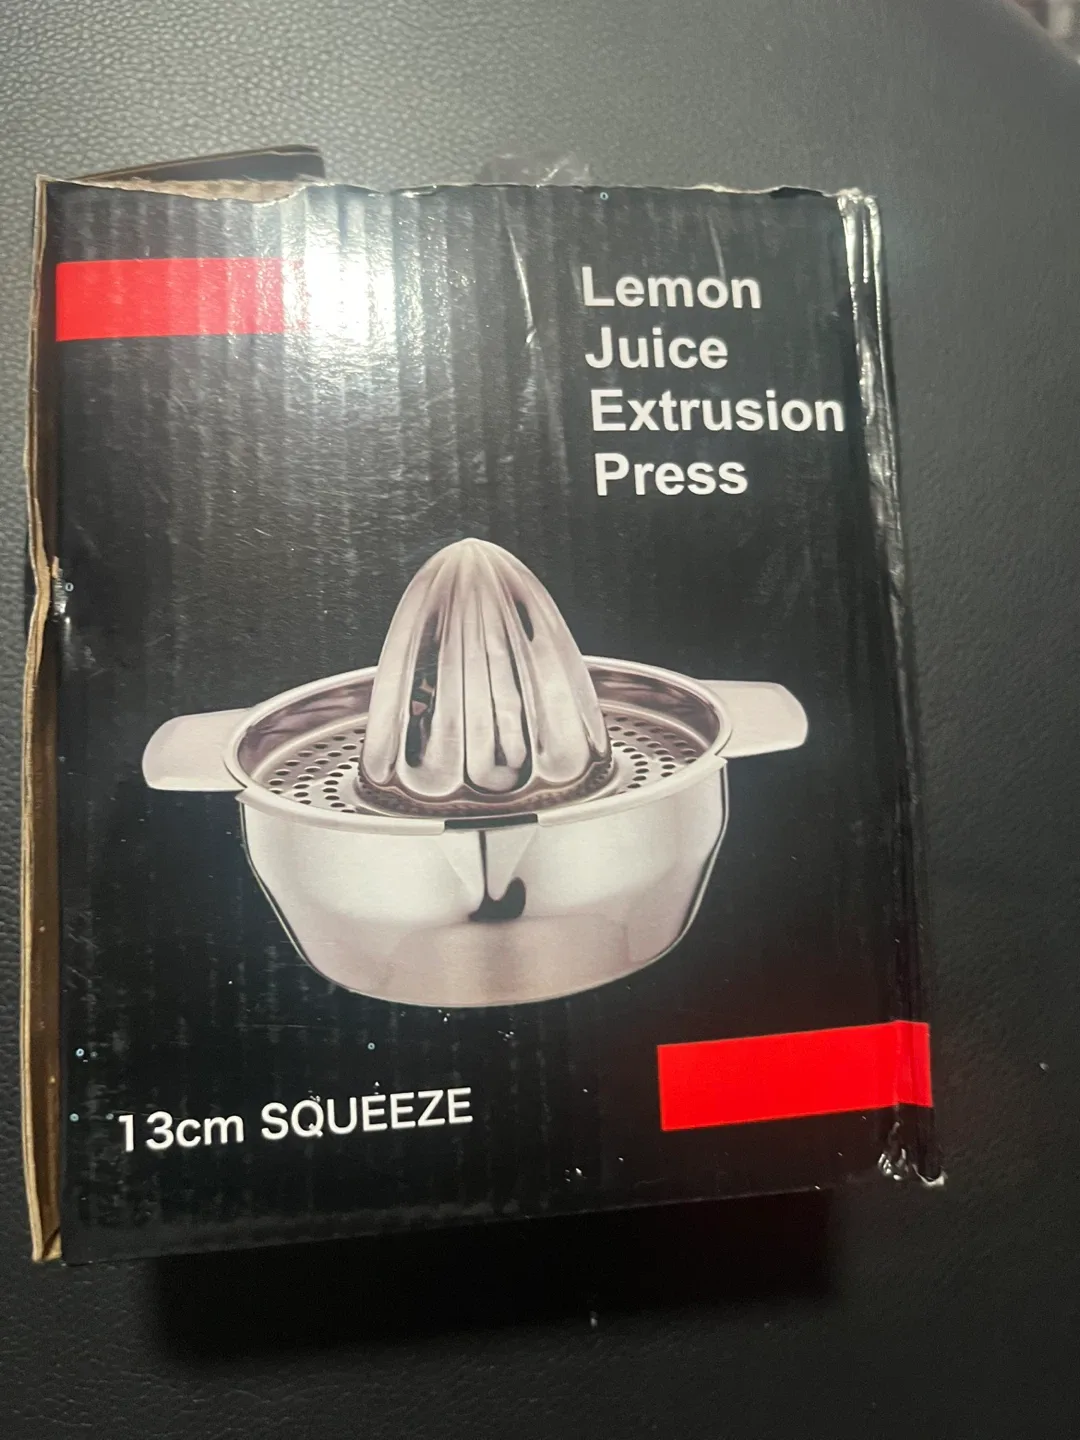 Lemon
Juice
Extrusion
Press
13cm SQUEEZE